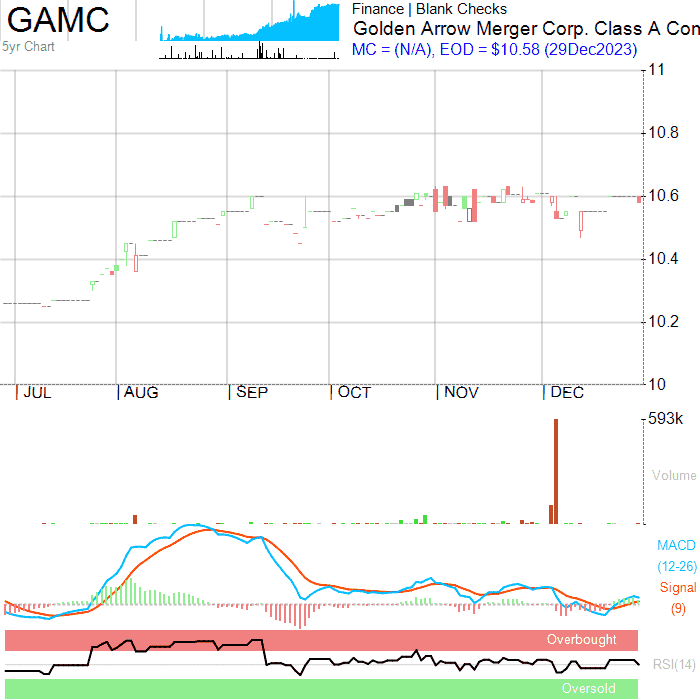 GAMC
5yr Chart
Finance | Blank Checks
Golden Arrow Merger Corp. Class A Con
MC = (N/A), EOD = $10.58 (29Dec2023)
11
10.8
10.6
10.4
10.2
10
JUL AUG SEP OCT NOV DEC
593k
Volume
MACD
(12-26)
Signal
(9)
Overbought
RSI(14)
Oversold